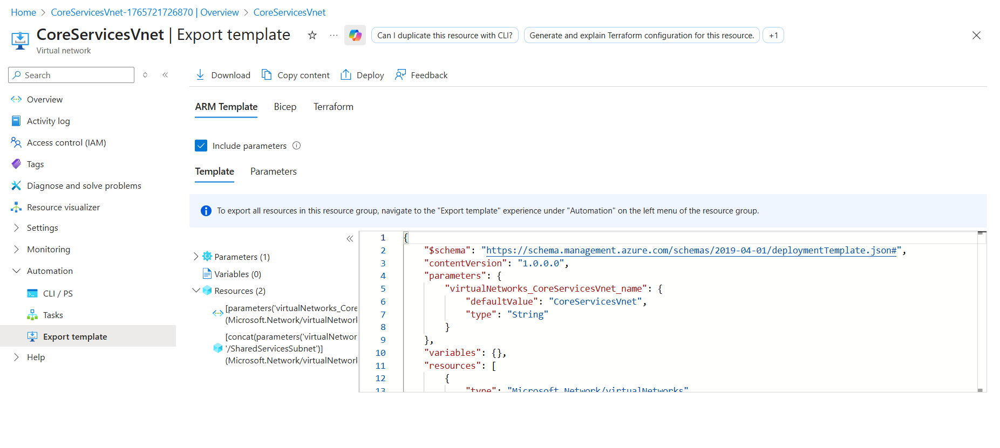 Home > CoreServicesVnet-1765721726870 | Overview > CoreServicesVnet
CoreServicesVnet | Export template
Virtual network
Can I duplicate this resource with CLI?
Generate and explain Terraform configuration for this resource.
+1
Search
Overview
Activity log
Access control (IAM)
Tags
Diagnose and solve problems
Resource visualizer
Settings
Monitoring
Automation
CLI / PS
Tasks
Export template
Help
Download
Copy content
Deploy
Feedback
ARM Template
Bicep
Terraform
Include parameters
Template
Parameters
To export all resources in this resource group, navigate to the "Export template" experience under "Automation" on the left menu of the resource group.
Parameters (1)
Variables (0)
Resources (2)
[parameters('virtualNetworks_Core
(Microsoft.Network/virtualNetwork
[concat(parameters('virtualNetwor
'/SharedServicesSubnet')]
(Microsoft.Network/virtualNetwork
1 {
2 "$schema": "https://schema.management.azure.com/schemas/2019-04-01/deploymentTemplate.json#",
3 "contentVersion": "1.0.0.0",
4 "parameters": {
5 "virtualNetworks_CoreServicesVnet_name": {
6 "defaultValue": "CoreServicesVnet",
7 "type": "String"
8 }
9 },
10 "variables": {},
11 "resources": [
12 {
13 "type": "Microsoft.Network/virtualNetworks"